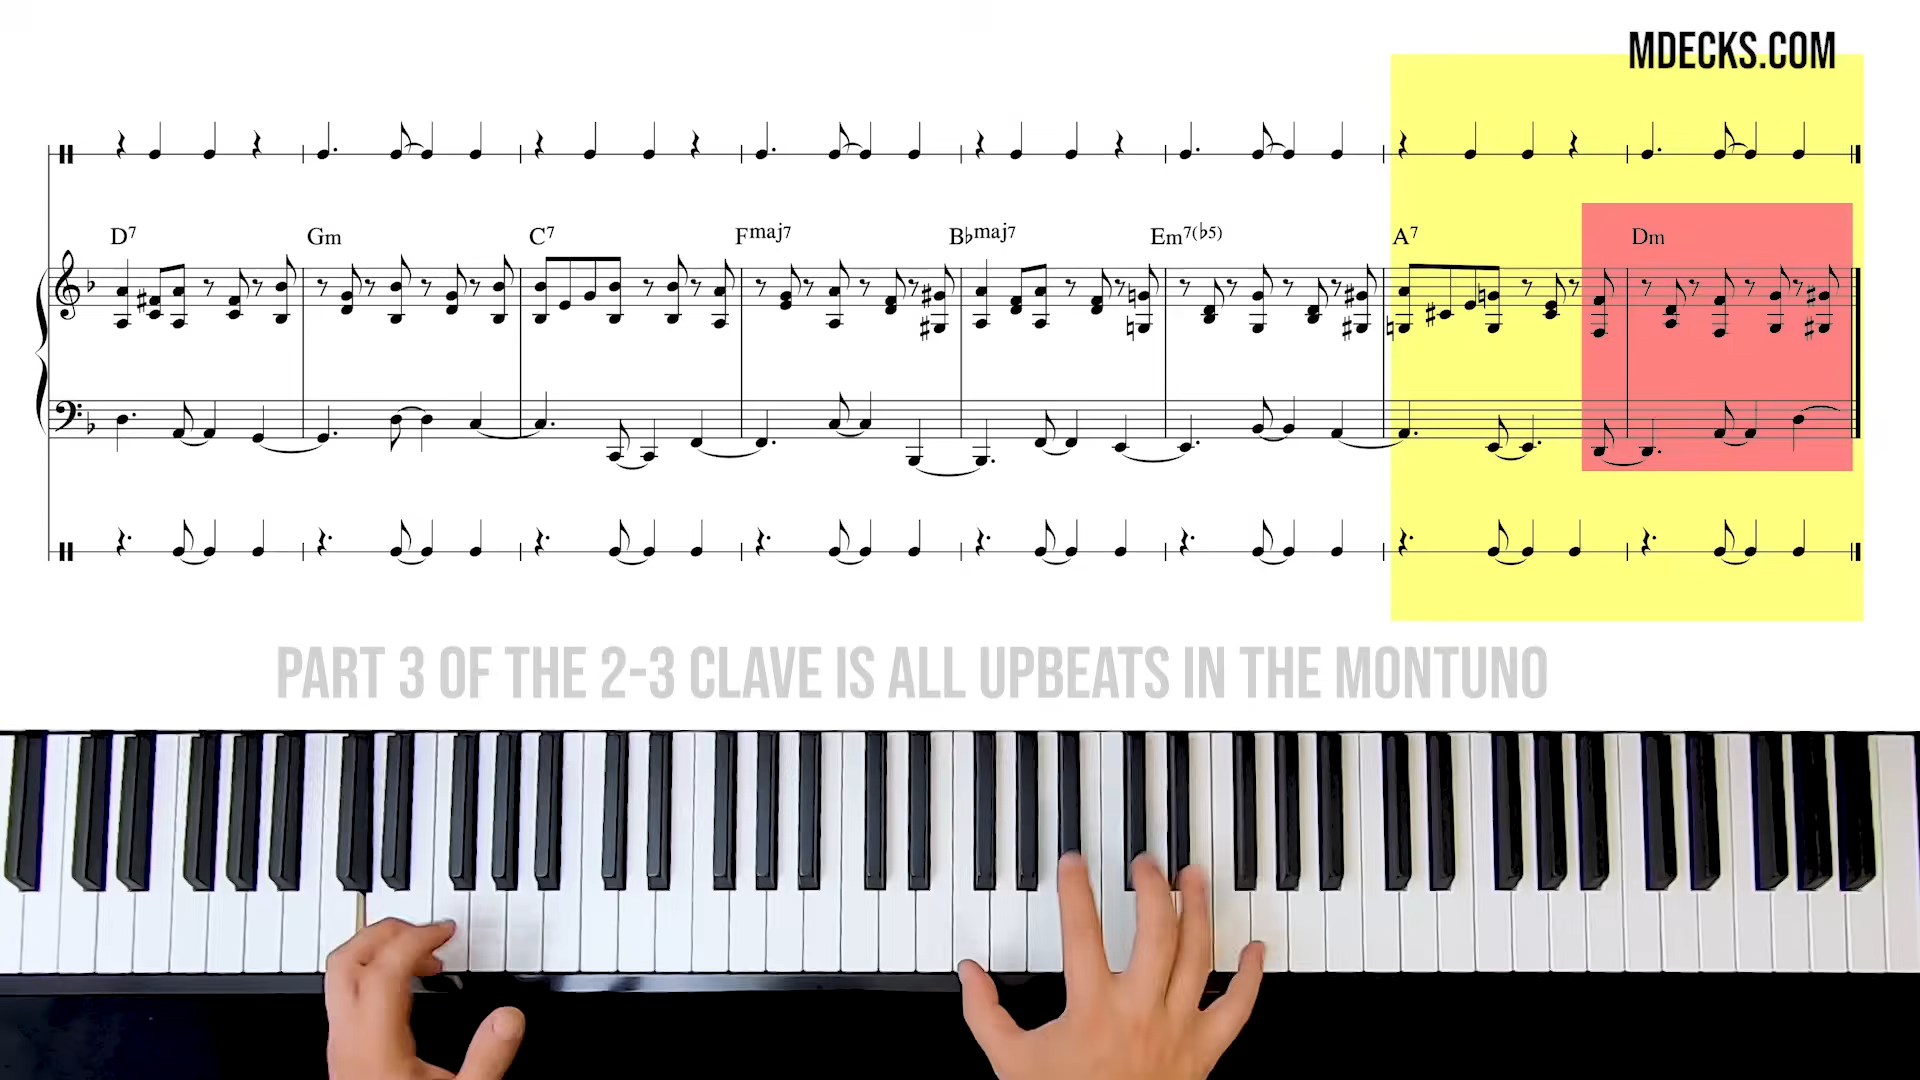 MDECKS.COM
D7 Gm C7 Fmaj7 B♭maj7 Em7(♭5) A7 Dm
PART 3 OF THE 2-3 CLAVE IS ALL UPBEATS IN THE MONTUNO